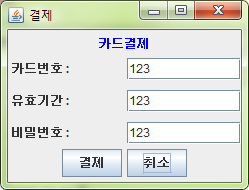 결제
카드결제
카드번호 : 123
유효기간 : 123
비밀번호 : 123
결제 취소